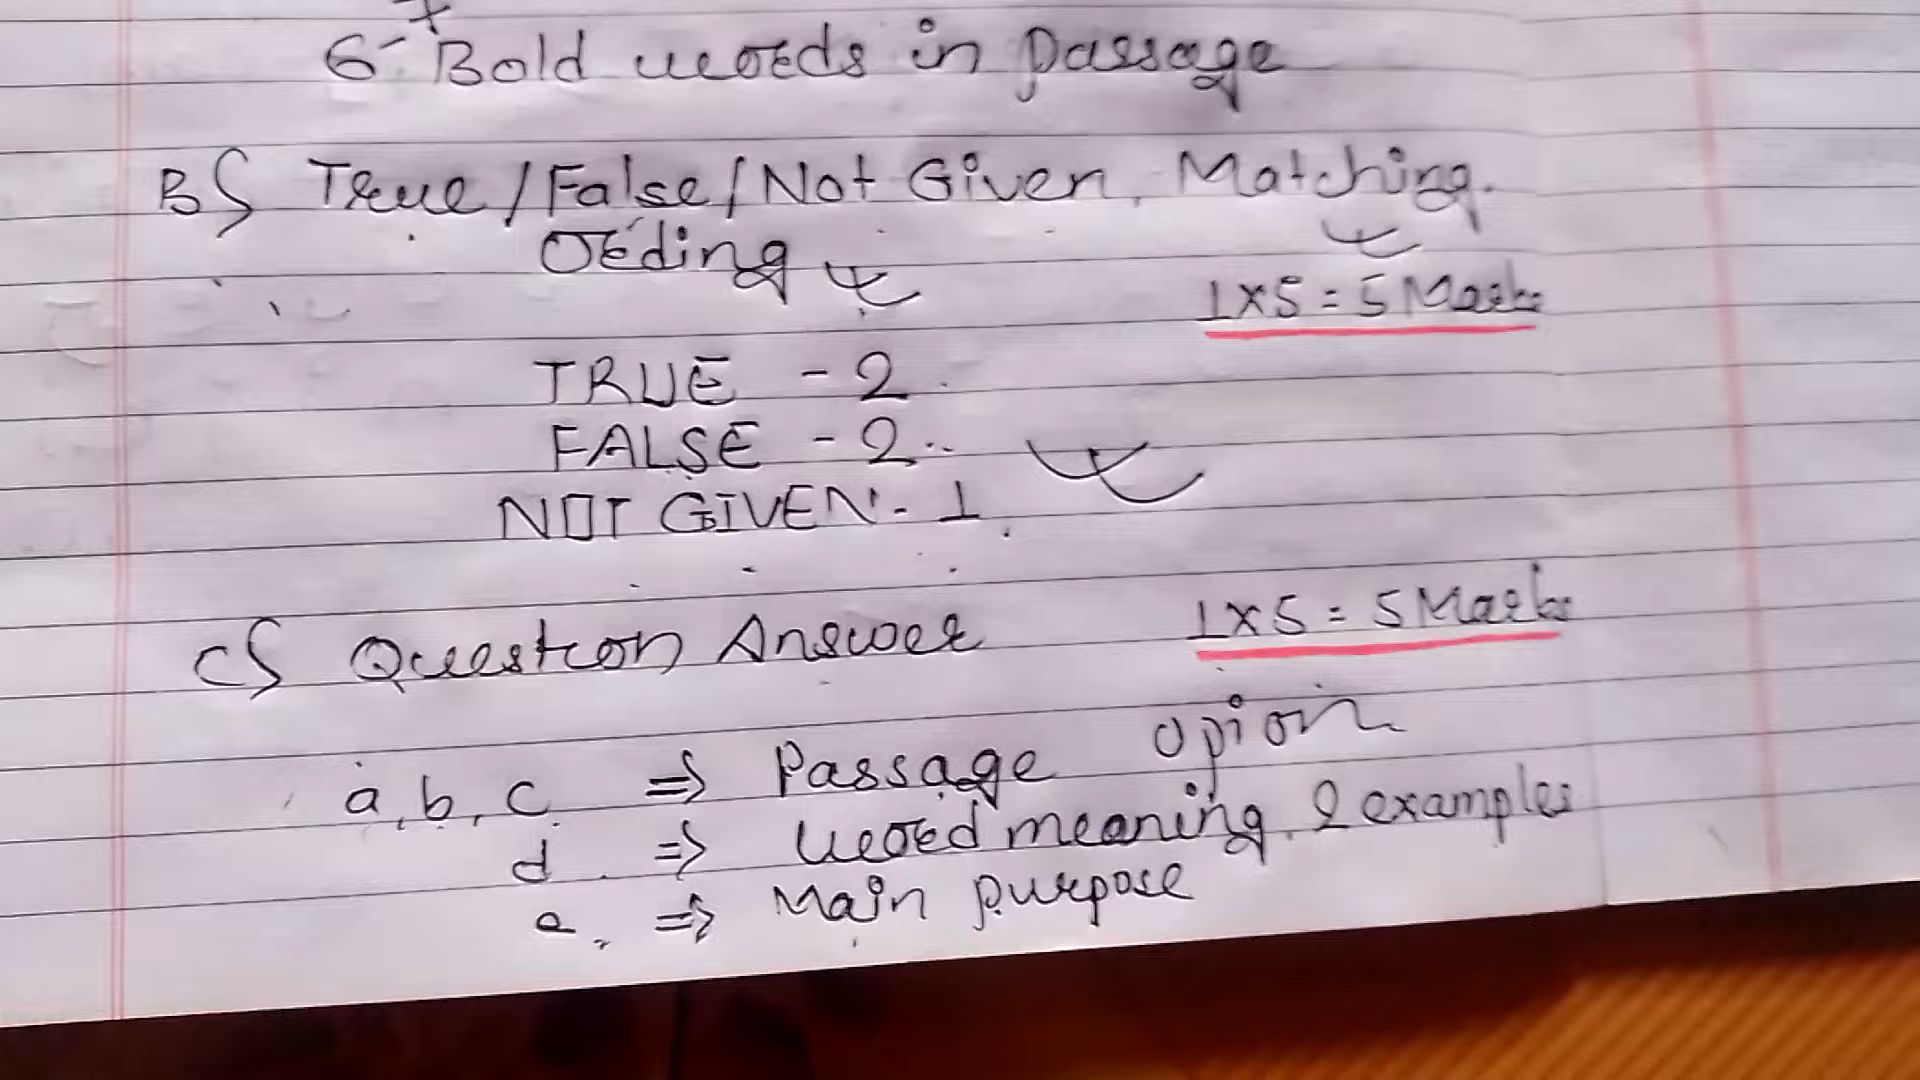 6- Bold words in passage
B) True/False/Not Given, Matching.
Ording
1x5 = 5 Marks
TRUE - 2
FALSE - 2
NOT GIVEN - 1
C) Question Answer 1x5 = 5 Marks
a, b, c => Passage opion
d => word meaning, 2 examples
e => Main purpose